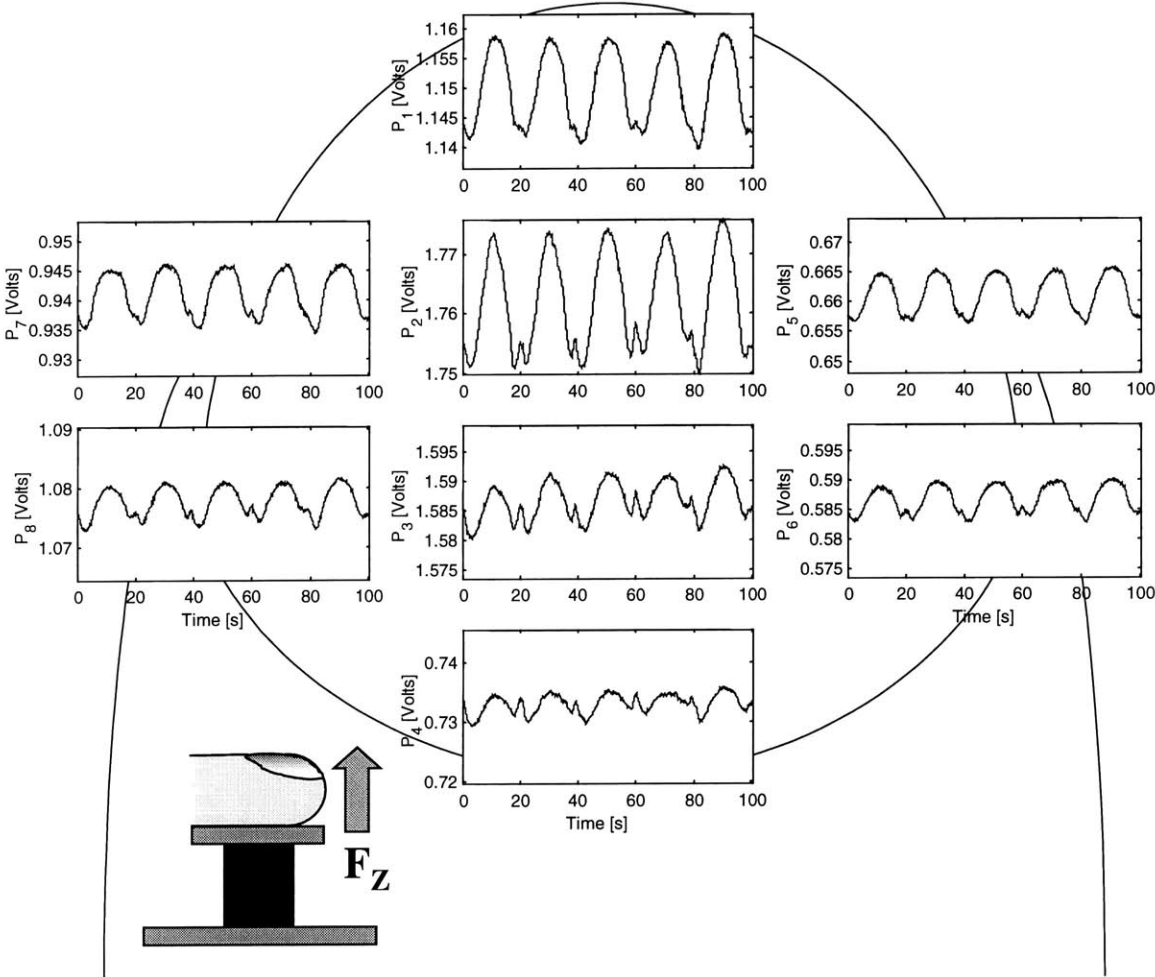 P1 [Volts]
1.16
1.155
1.15
1.145
1.14
0 20 40 60 80 100
P7 [Volts]
0.95
0.945
0.94
0.935
0.93
0 20 40 60 80 100
P2 [Volts]
1.77
1.76
1.75
0 20 40 60 80 100
P5 [Volts]
0.67
0.665
0.66
0.655
0.65
0 20 40 60 80 100
P8 [Volts]
1.09
1.08
1.07
0 20 40 60 80 100
Time [s]
P3 [Volts]
1.595
1.59
1.585
1.58
1.575
0 20 40 60 80 100
P6 [Volts]
0.595
0.59
0.585
0.58
0.575
0 20 40 60 80 100
Time [s]
P4 [Volts]
0.74
0.73
0.72
0 20 40 60 80 100
Time [s]
FZ